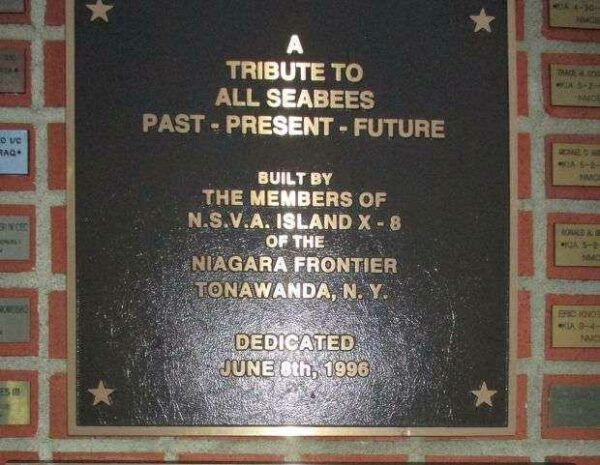 A
TRIBUTE TO
ALL SEABEES
PAST - PRESENT - FUTURE
BUILT BY
THE MEMBERS OF
N.S.V.A. ISLAND X - 8
OF THE
NIAGARA FRONTIER
TONAWANDA, N. Y.
DEDICATED
JUNE 8th, 1996